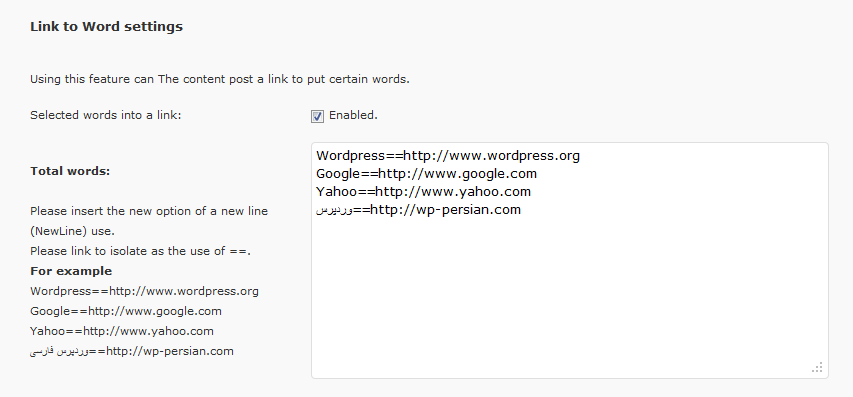 Link to Word settings
Using this feature can The content post a link to put certain words.
Selected words into a link:
Enabled.
Total words:
Please insert the new option of a new line
(NewLine) use.
Please link to isolate as the use of ==.
For example
Wordpress==http://www.wordpress.org
Google==http://www.google.com
Yahoo==http://www.yahoo.com
وردپرس فارسی==http://wp-persian.com
Wordpress==http://www.wordpress.org
Google==http://www.google.com
Yahoo==http://www.yahoo.com
وردپرس==http://wp-persian.com